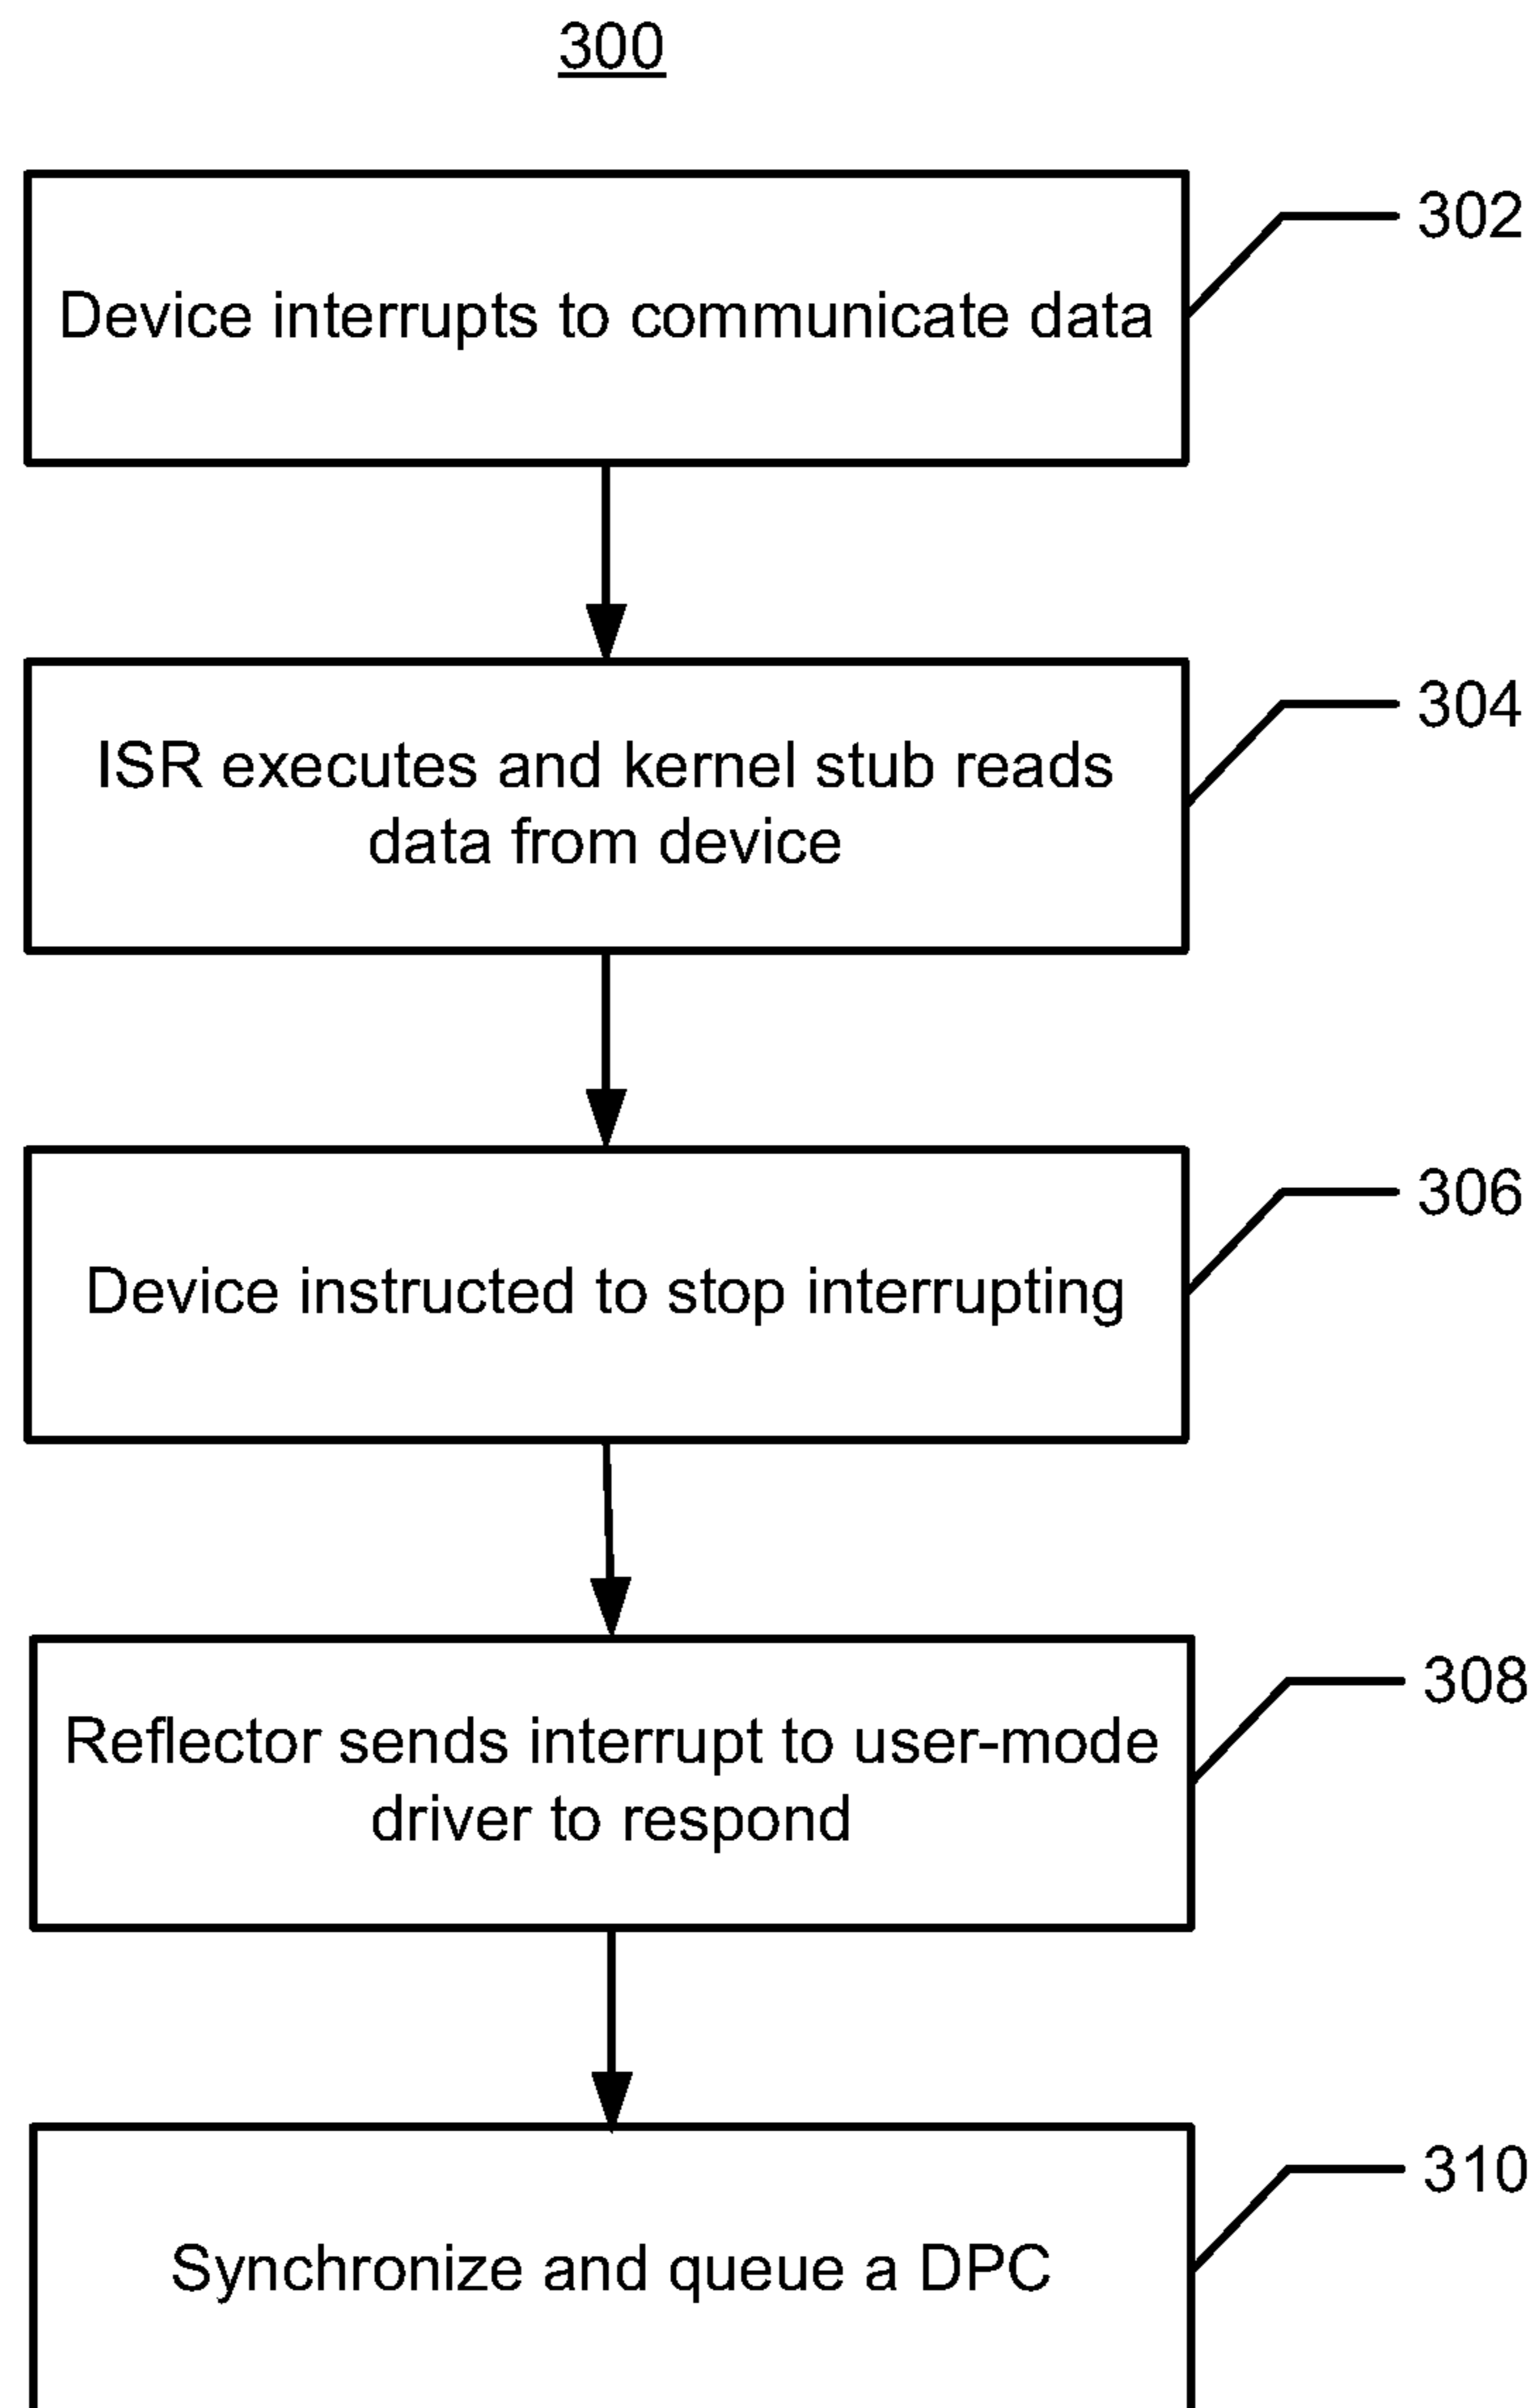 300
302
Device interrupts to communicate data
304
ISR executes and kernel stub reads
data from device
306
Device instructed to stop interrupting
308
Reflector sends interrupt to user-mode
driver to respond
310
Synchronize and queue a DPC